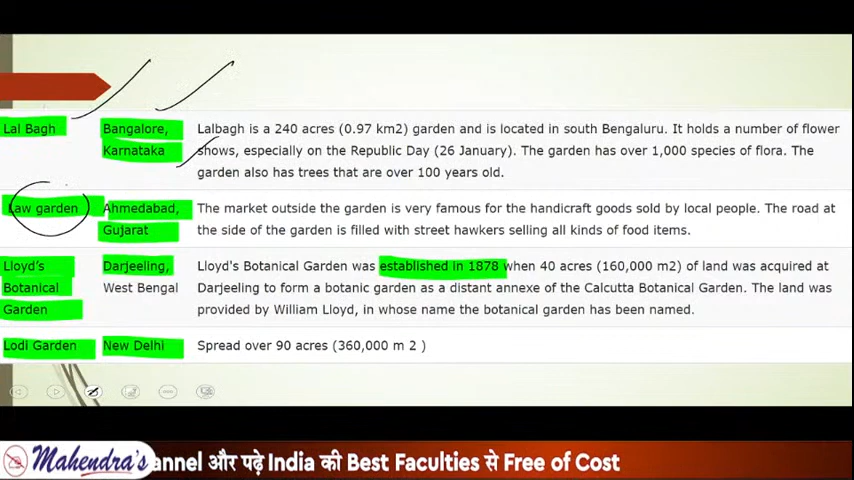 Lal Bagh Bangalore, Lalbagh is a 240 acres (0.97 km2) garden and is located in south Bengaluru. It holds a number of flower
Karnataka shows, especially on the Republic Day (26 January). The garden has over 1,000 species of flora. The
garden also has trees that are over 100 years old.
Law garden Ahmedabad, The market outside the garden is very famous for the handicraft goods sold by local people. The road at
Gujarat the side of the garden is filled with street hawkers selling all kinds of food items.
Lloyd's Darjeeling, Lloyd's Botanical Garden was established in 1878 when 40 acres (160,000 m2) of land was acquired at
Botanical West Bengal Darjeeling to form a botanic garden as a distant annexe of the Calcutta Botanical Garden. The land was
Garden provided by William Lloyd, in whose name the botanical garden has been named.
Lodi Garden New Delhi Spread over 90 acres (360,000 m 2 )
Mahendra's annel और पढ़े India की Best Faculties से Free of Cost